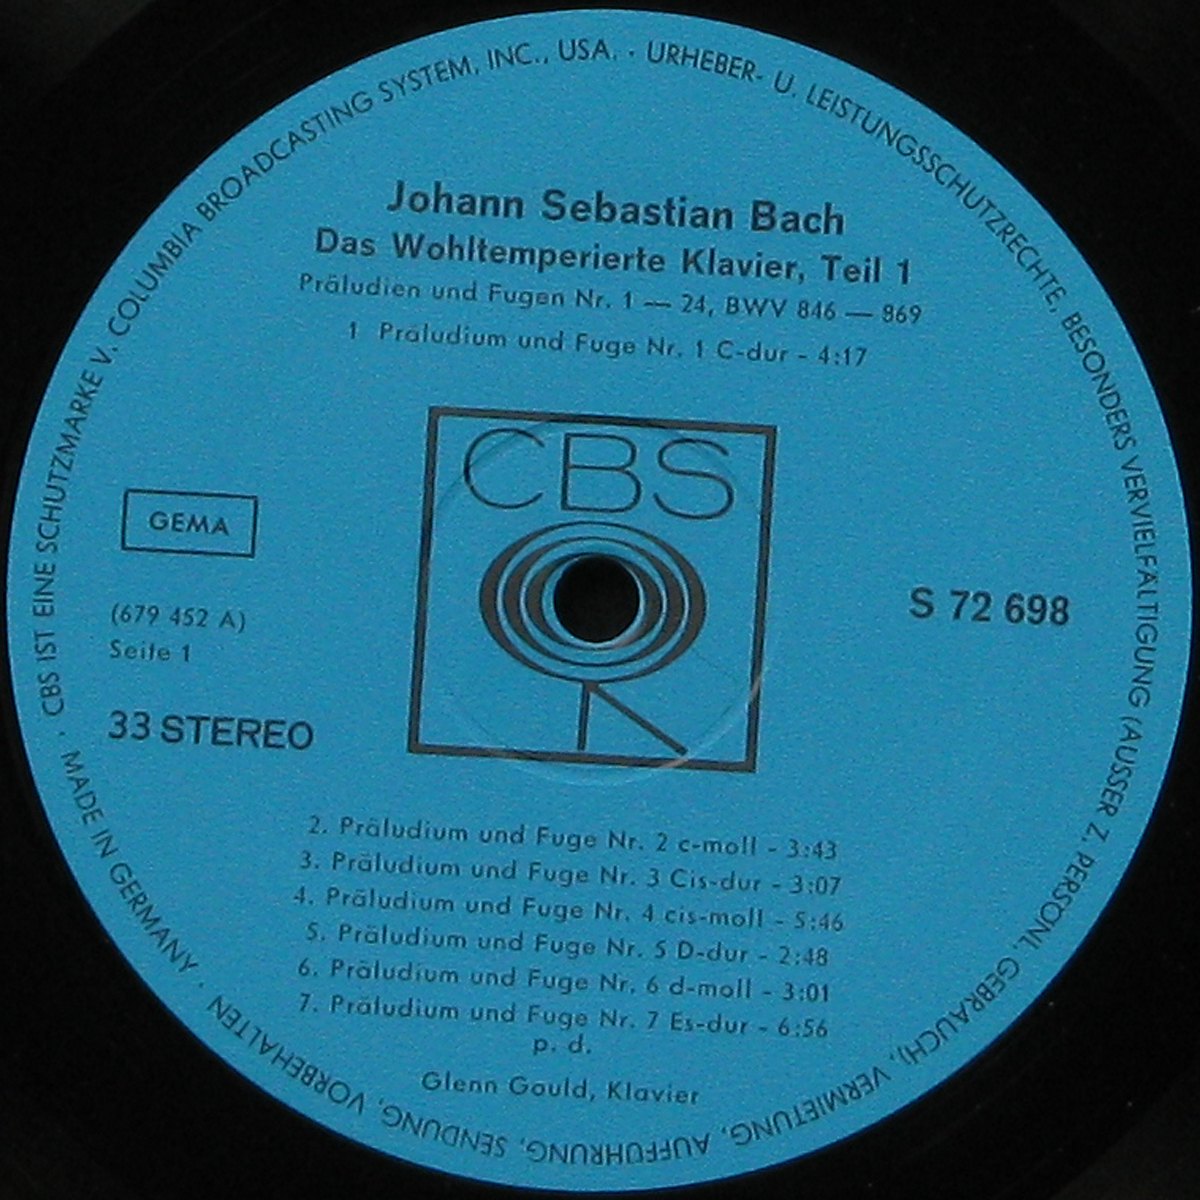 CBS IST EINE SCHUTZMARKE V. COLUMBIA BROADCASTING SYSTEM, INC., USA. · URHEBER- U. LEISTUNGSSCHUTZRECHTE, BESONDERS VERVIELFÄLTIGUNG (AUSSER Z. PERSÖNL. GEBRAUCH), VERMIETUNG, AUFFÜHRUNG, SENDUNG, VORBEHALTEN · MADE IN GERMANY ·
Johann Sebastian Bach
Das Wohltemperierte Klavier, Teil 1
Präludien und Fugen Nr. 1 — 24, BWV 846 — 869
1 Präludium und Fuge Nr. 1 C-dur - 4:17
CBS
GEMA
(679 452 A)
Seite 1
S 72 698
33 STEREO
2. Präludium und Fuge Nr. 2 c-moll - 3:43
3. Präludium und Fuge Nr. 3 Cis-dur - 3:07
4. Präludium und Fuge Nr. 4 cis-moll - 5:46
5. Präludium und Fuge Nr. 5 D-dur - 2:48
6. Präludium und Fuge Nr. 6 d-moll - 3:01
7. Präludium und Fuge Nr. 7 Es-dur - 6:56
p. d.
Glenn Gould, Klavier